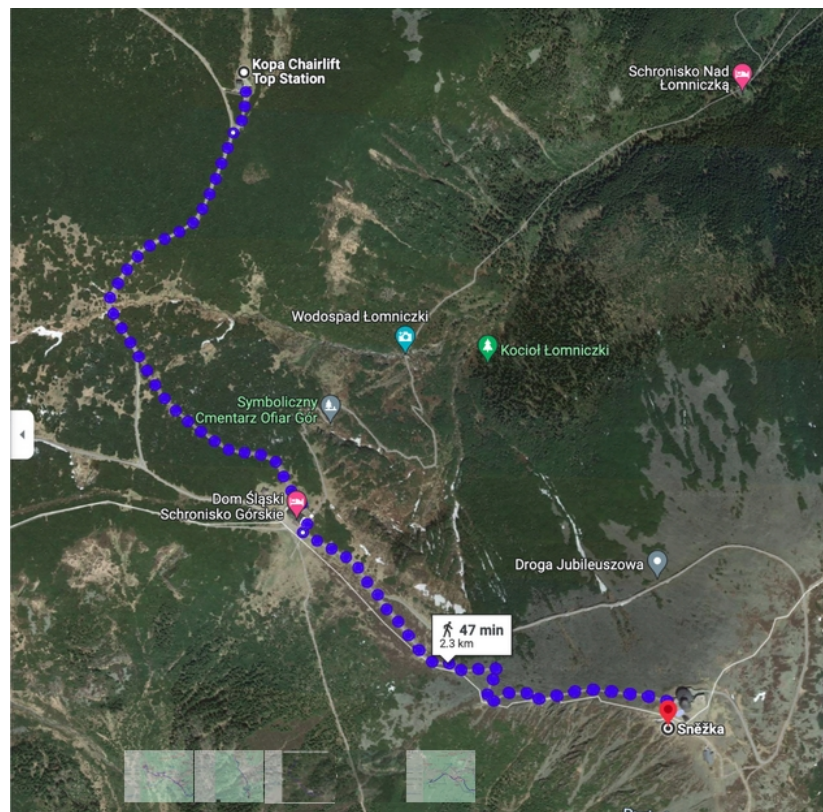 Kopa Chairlift
Top Station
Schronisko Nad
Łomniczką
Wodospad Łomniczki
Kocioł Łomniczki
Symboliczny
Cmentarz Ofiar Gór
Dom Śląski
Schronisko Górskie
Droga Jubileuszowa
47 min
2.3 km
Sněžka